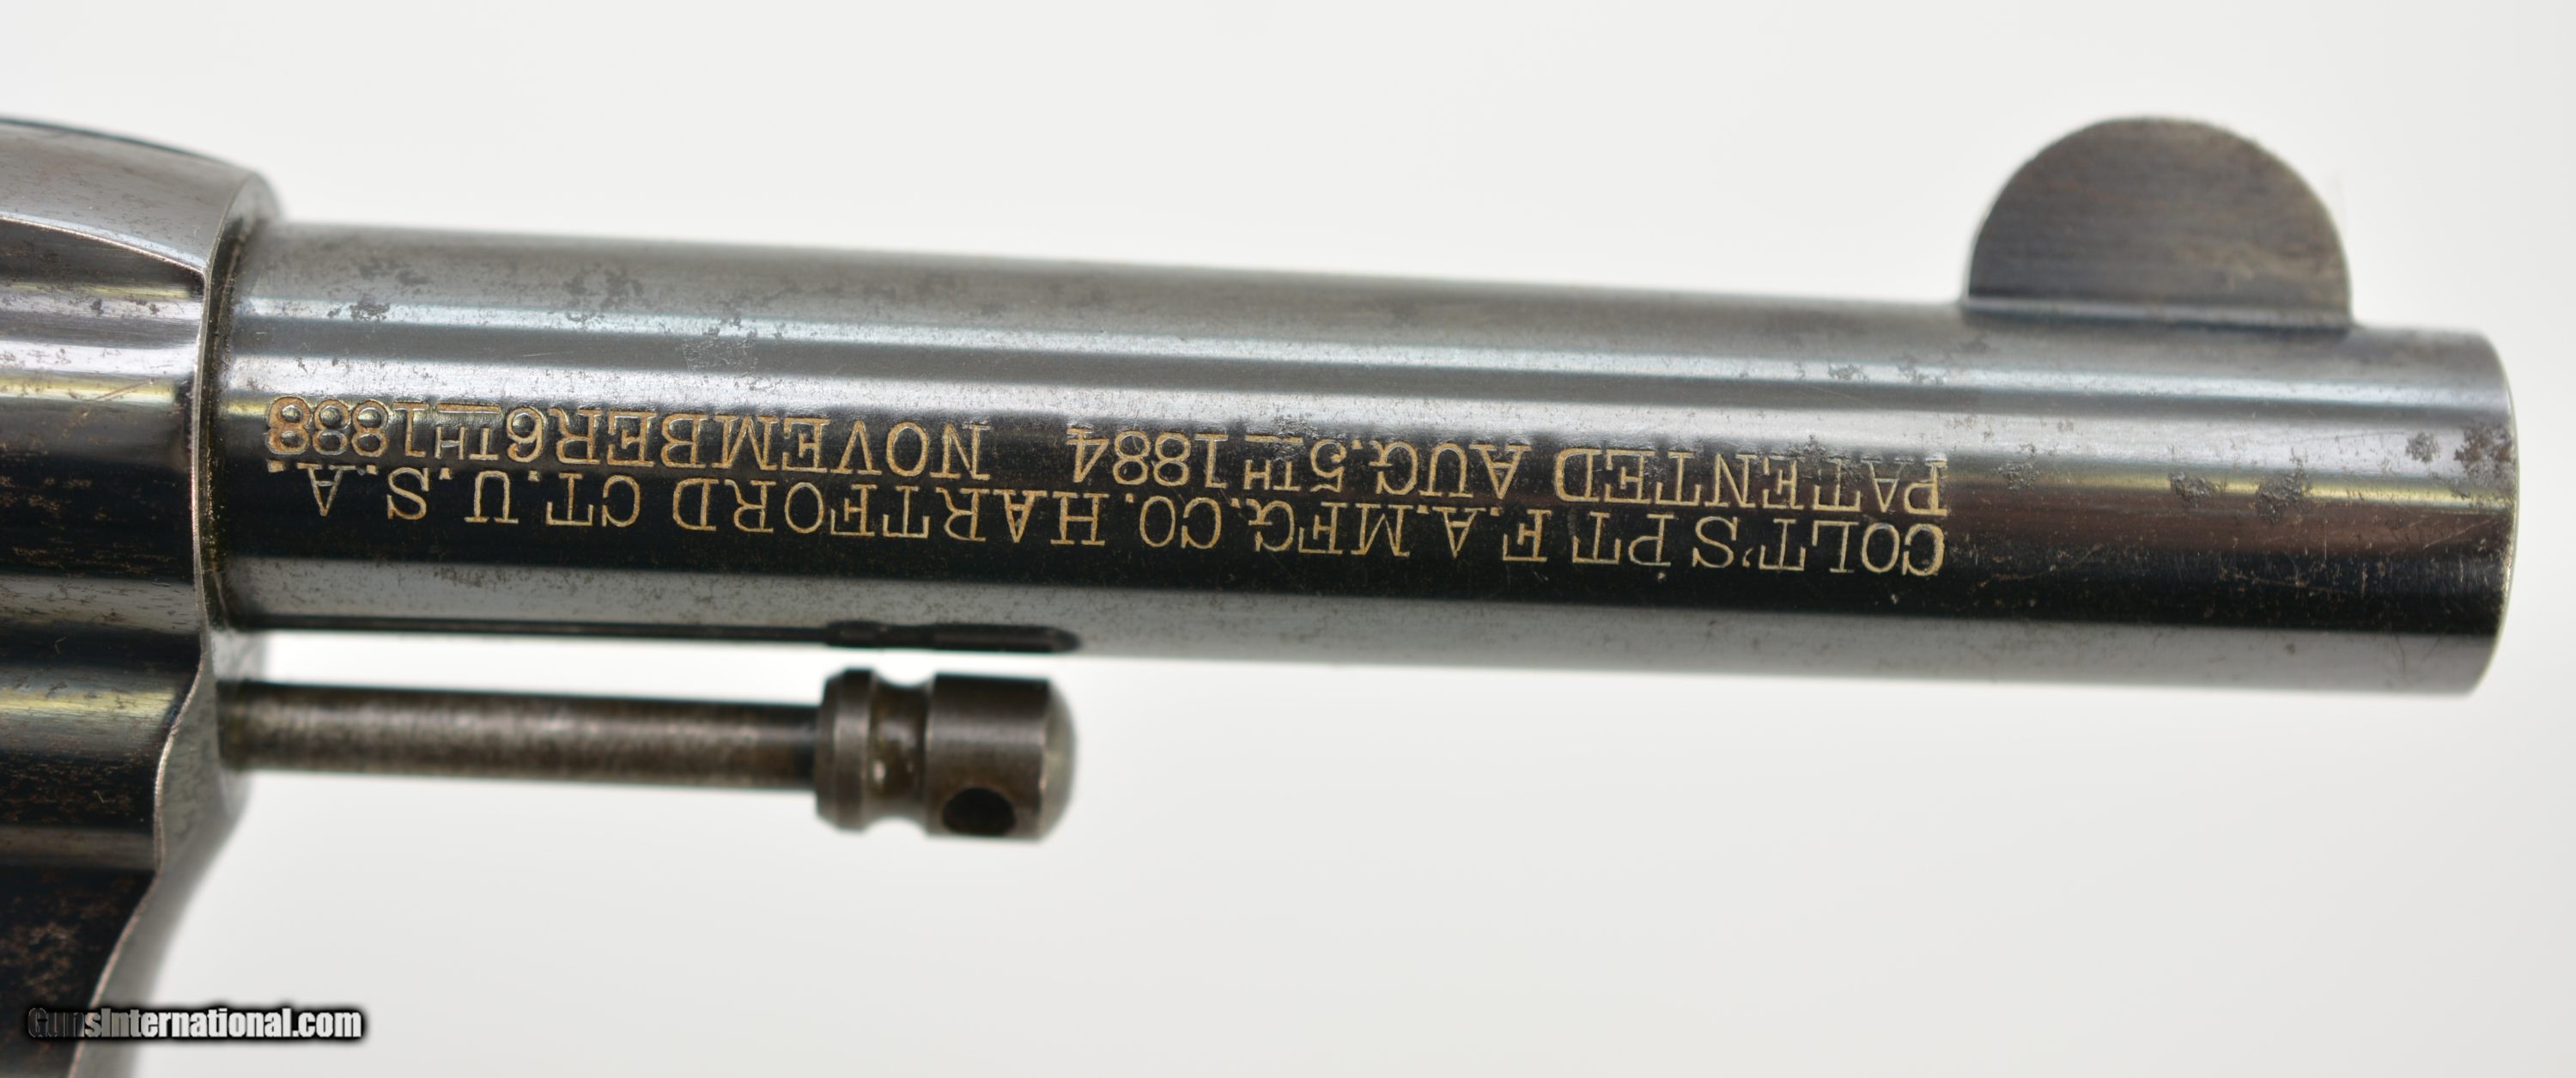 COLT'S PT. F. A. MFG. CO. HARTFORD CT. U. S. A.
PATENTED AUG. 5TH 1884 NOVEMBER 6TH 1888
GunsInternational.com